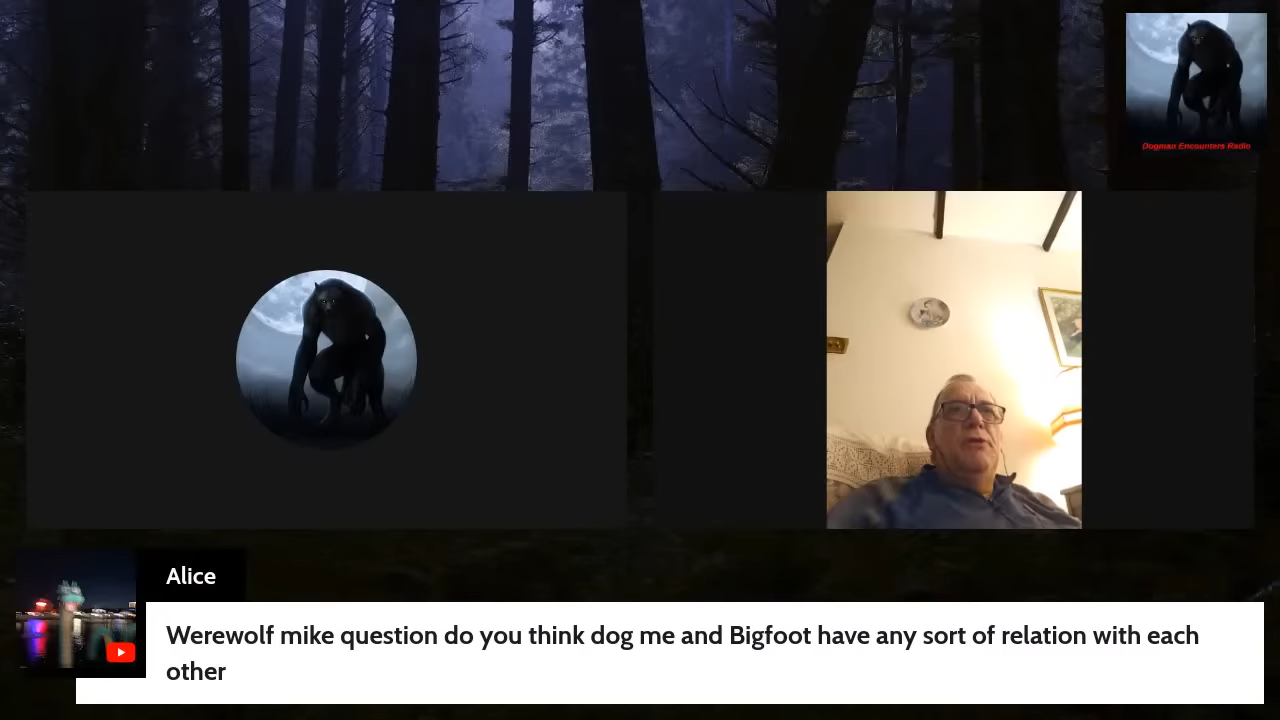 Dogman Encounters Radio
Alice
Werewolf mike question do you think dog me and Bigfoot have any sort of relation with each
other